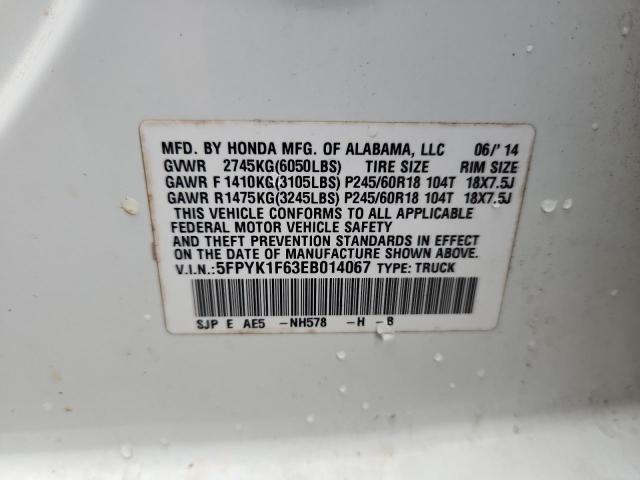 MFD. BY HONDA MFG. OF ALABAMA, LLC 06/'14
GVWR 2745KG(6050LBS) TIRE SIZE RIM SIZE
GAWR F 1410KG(3105LBS) P245/60R18 104T 18X7.5J
GAWR R1475KG(3245LBS) P245/60R18 104T 18X7.5J
THIS VEHICLE CONFORMS TO ALL APPLICABLE
FEDERAL MOTOR VEHICLE SAFETY
AND THEFT PREVENTION STANDARDS IN EFFECT
ON THE DATE OF MANUFACTURE SHOWN ABOVE.
V.I.N.:5FPYK1F63EB014067 TYPE: TRUCK
SJP E AE5 -NH578 -H -B